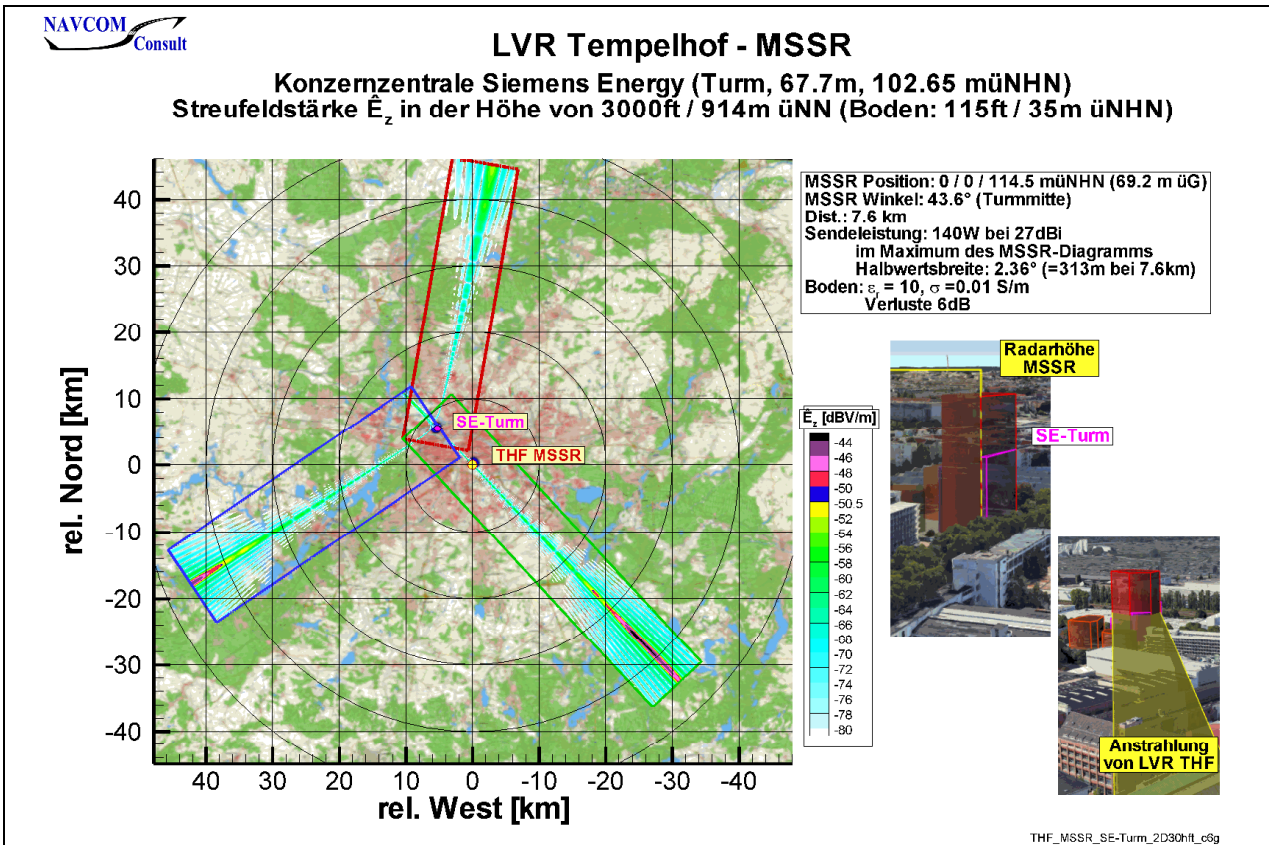 NAVCOM
Consult
LVR Tempelhof - MSSR
Konzernzentrale Siemens Energy (Turm, 67.7m, 102.65 müNHN)
Streufeldstärke Êz in der Höhe von 3000ft / 914m üNN (Boden: 115ft / 35m üNHN)
MSSR Position: 0 / 0 / 114.5 müNHN (69.2 m üG)
MSSR Winkel: 43.6° (Turmmitte)
Dist.: 7.6 km
Sendeleistung: 140W bei 27dBi
im Maximum des MSSR-Diagramms
Halbwertsbreite: 2.36° (=313m bei 7.6km)
Boden: εr = 10, σ =0.01 S/m
Verluste 6dB
rel. Nord [km]
40
30
20
10
0
-10
-20
-30
-40
40
30
20
10
0
-10
-20
-30
-40
rel. West [km]
SE-Turm
THF MSSR
Êz [dBV/m]
-44
-46
-48
-50
-50.5
-52
-54
-56
-58
-60
-62
-64
-66
-68
-70
-72
-74
-76
-78
-80
Radarhöhe
MSSR
SE-Turm
Anstrahlung
von LVR THF
THF_MSSR_SE-Turm_2D30hft_c6g